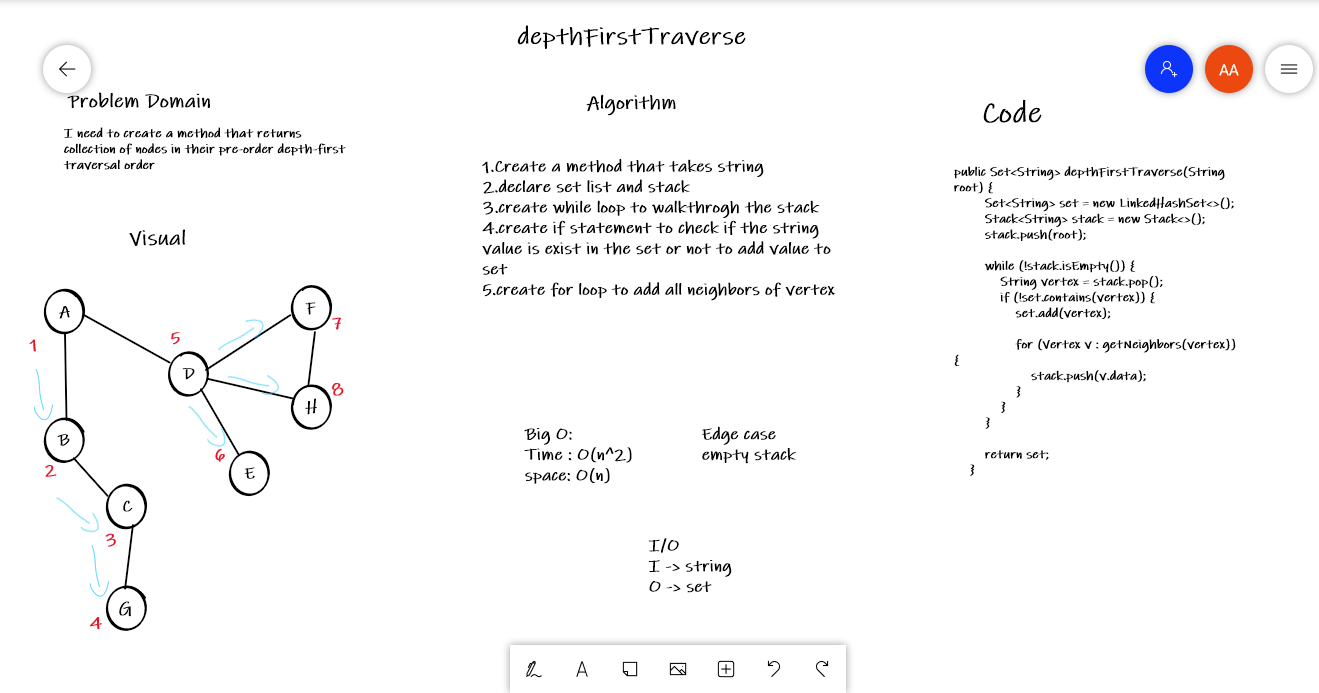 depthFirstTraverse
AA
Problem Domain
I need to create a method that returns
collection of nodes in their pre-order depth-first
traversal order
Visual
A
1
B
2
C
3
G
4
5
D
F
7
H
8
6
E
Algorithm
1.Create a method that takes string
2.declare set list and stack
3.create while loop to walkthrogh the stack
4.create if statement to check if the string
value is exist in the set or not to add value to
set
5.create for loop to add all neighbors of vertex
Big O:
Time : O(n^2)
space: O(n)
Edge case
empty stack
I/O
I -> string
O -> set
Code
public Set<String> depthFirstTraverse(String
root) {
Set<String> set = new LinkedHashSet<>();
Stack<String> stack = new Stack<>();
stack.push(root);
while (!stack.isEmpty()) {
String vertex = stack.pop();
if (!set.contains(vertex)) {
set.add(vertex);
for (Vertex v : getNeighbors(vertex))
{
stack.push(v.data);
}
}
}
return set;
}
A